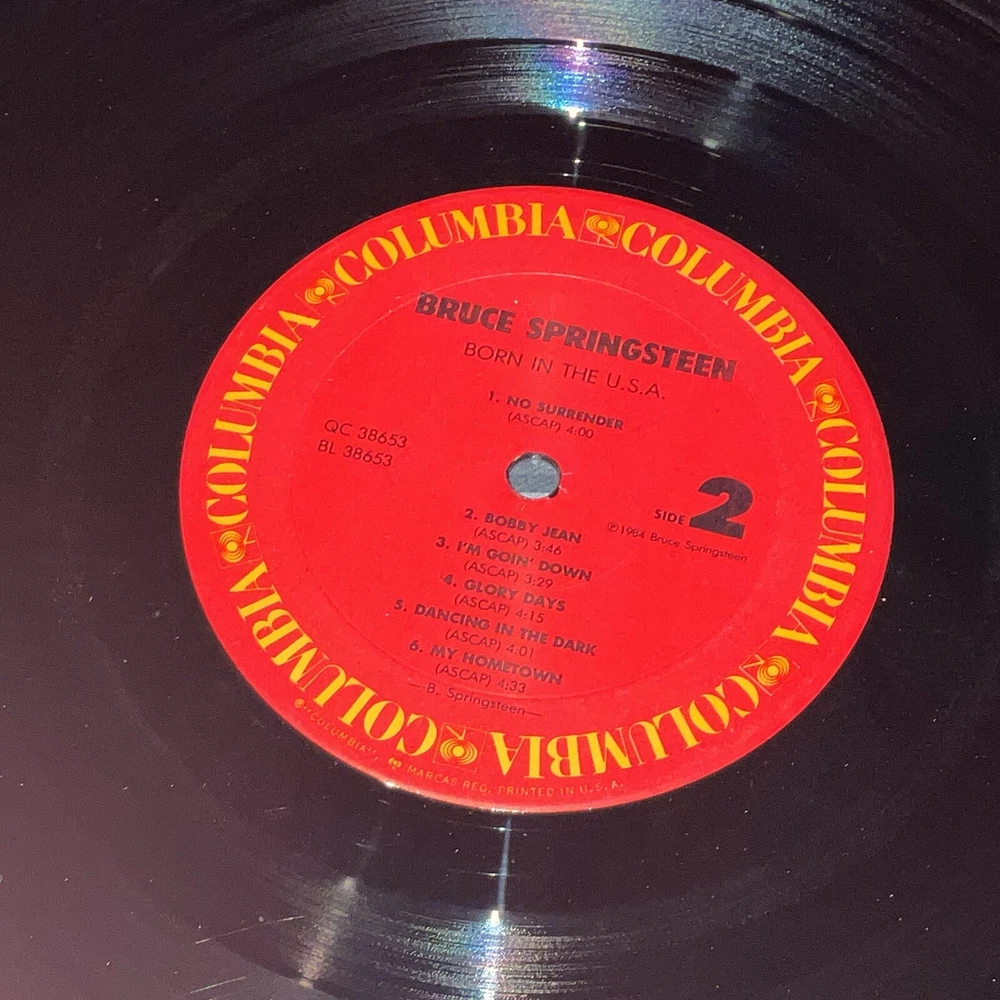 COLUMBIA COLUMBIA COLUMBIA COLUMBIA COLUMBIA COLUMBIA COLUMBIA COLUMBIA
BRUCE SPRINGSTEEN
BORN IN THE U.S.A.
1. NO SURRENDER
(ASCAP) 4:00
QC 38653
BL 38653
SIDE 2
℗1984 Bruce Springsteen
2. BOBBY JEAN
(ASCAP) 3:46
3. I'M GOIN' DOWN
(ASCAP) 3:29
4. GLORY DAYS
(ASCAP) 4:15
5. DANCING IN THE DARK
(ASCAP) 4:01
6. MY HOMETOWN
(ASCAP) 4:33
—B. Springsteen—
®"COLUMBIA", MARCAS REG. PRINTED IN U.S.A.